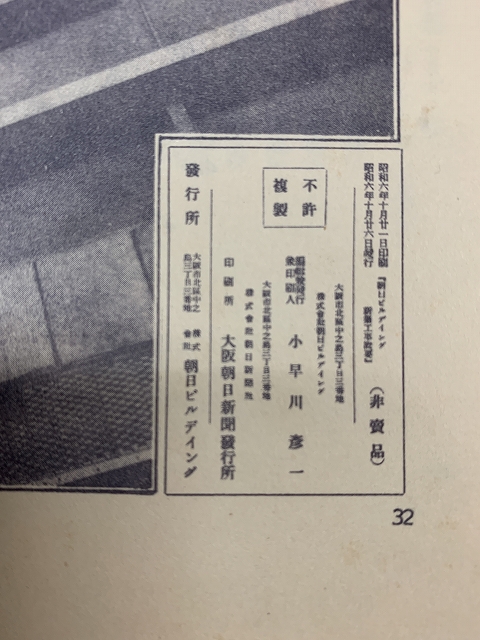 昭和六年十月廿一日印刷
昭和六年十月廿六日發行
『朝日ビルデイング
新築工事概要』
(非賣品)
不許
複製
大阪市北區中之島三丁目三番地
株式會社朝日ビルデイング
編輯發行
兼印刷人 小早川彦一
大阪市北區中之島三丁目三番地
株式會社朝日新聞社
印刷所 大阪朝日新聞發行所
發行所
大阪市北區中之
島三丁目三番地
株式
會社 朝日ビルデイング
32